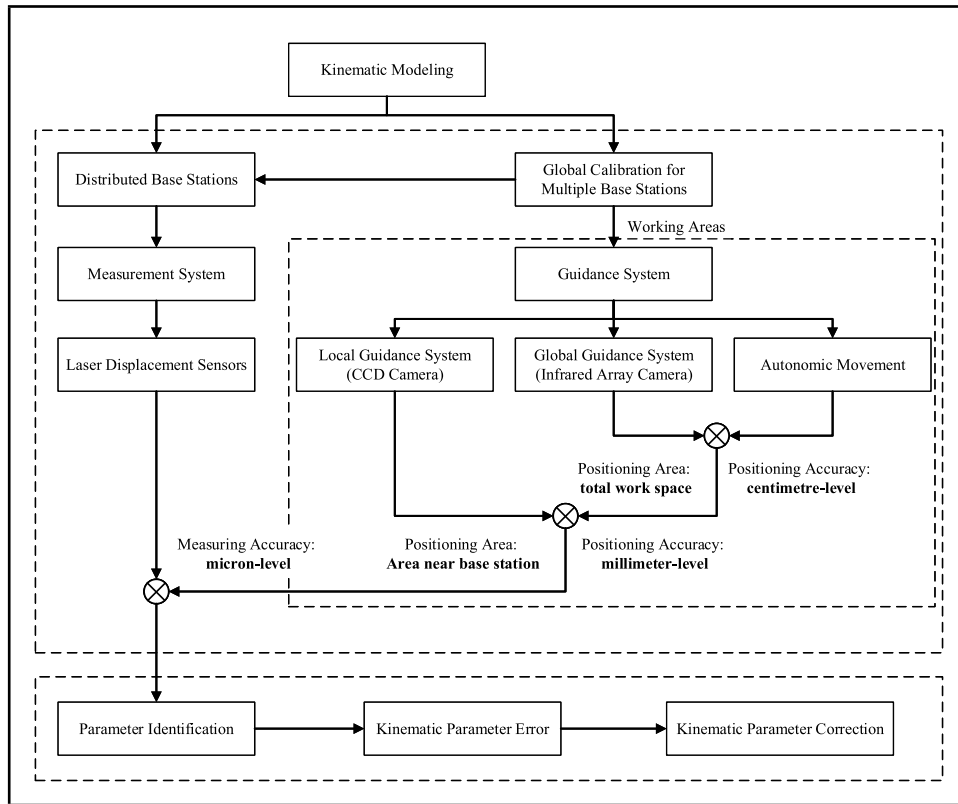 Kinematic Modeling
Distributed Base Stations
Global Calibration for
Multiple Base Stations
Working Areas
Measurement System
Guidance System
Laser Displacement Sensors
Local Guidance System
(CCD Camera)
Global Guidance System
(Infrared Array Camera)
Autonomic Movement
Positioning Area:
total work space
Positioning Accuracy:
centimetre-level
Measuring Accuracy:
micron-level
Positioning Area:
Area near base station
Positioning Accuracy:
millimeter-level
Parameter Identification
Kinematic Parameter Error
Kinematic Parameter Correction